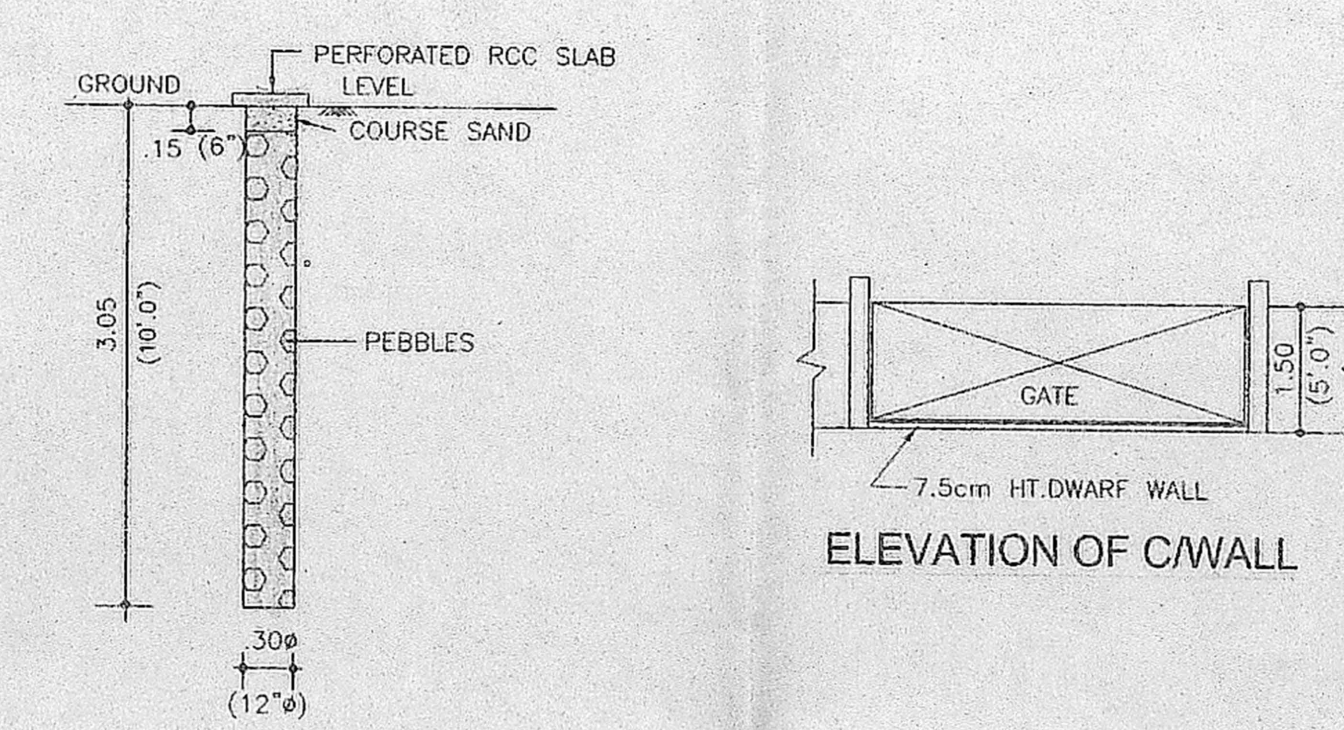 PERFORATED RCC SLAB
GROUND LEVEL
COURSE SAND
.15 (6")
3.05
(10'.0")
PEBBLES
.30ø
(12"ø)
GATE
1.50
(5'.0")
7.5cm HT.DWARF WALL
ELEVATION OF C/WALL